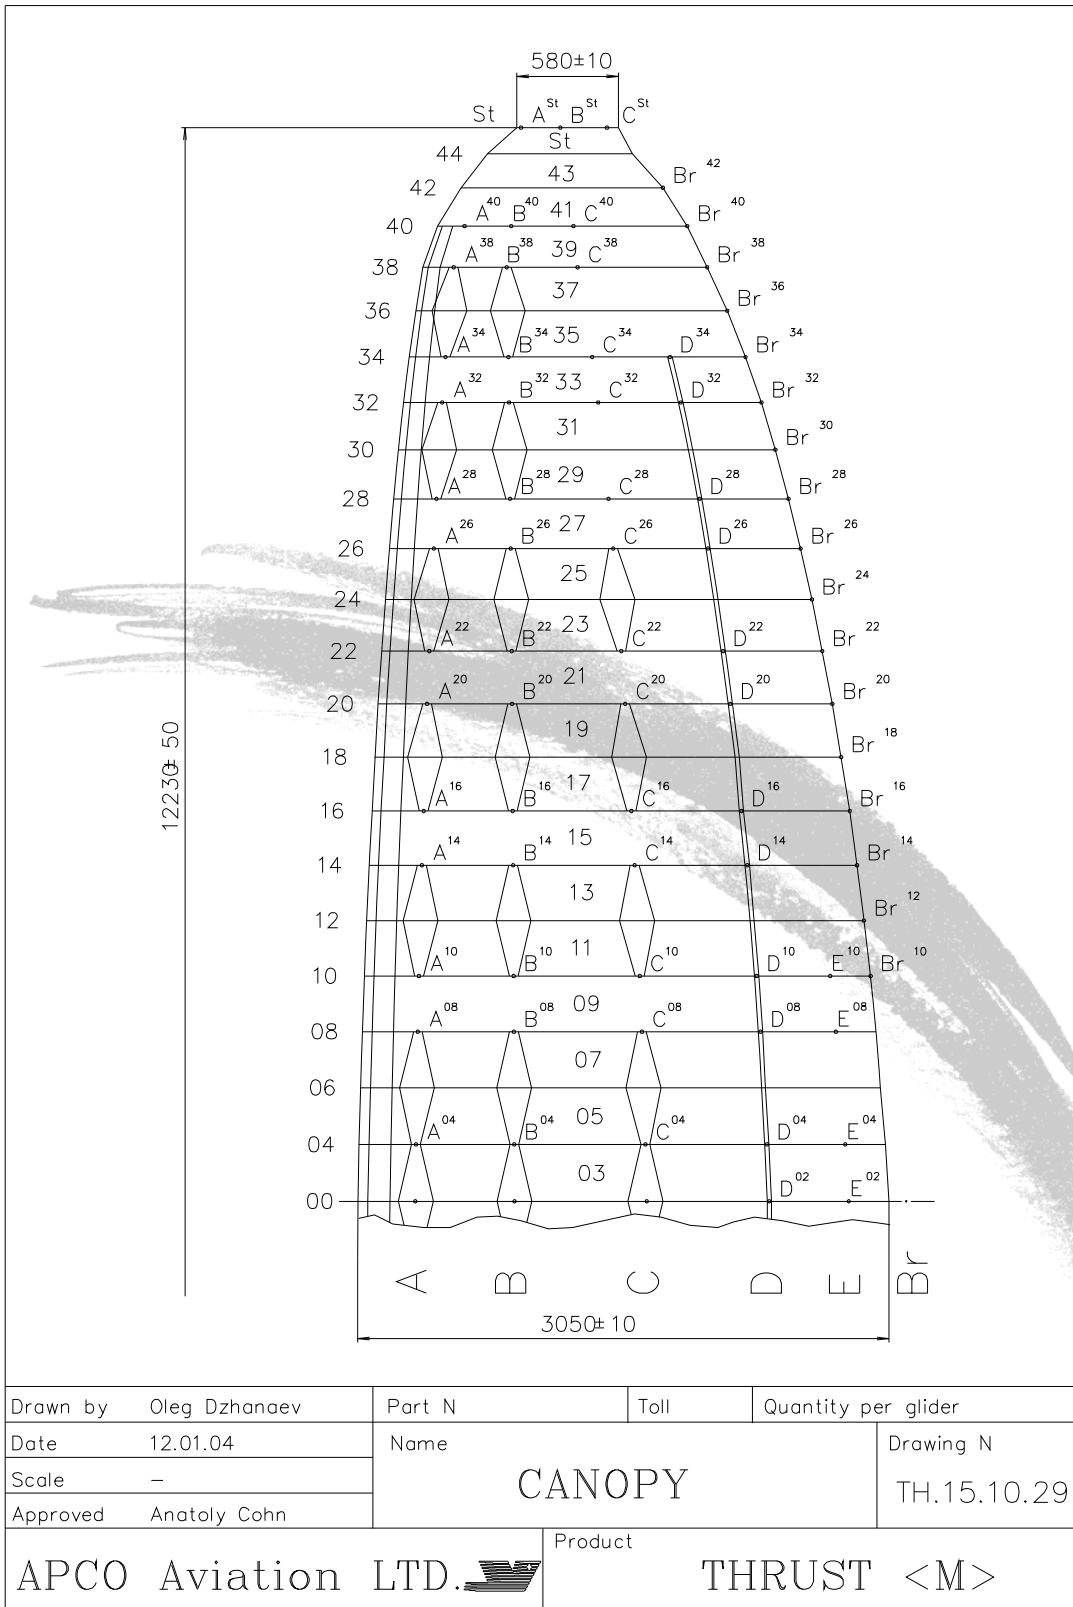 580±10
St A St B St C St
St
44
43 Br 42
42
A 40 B 40 41 C 40 Br 40
40
A 38 B 38 39 C 38 Br 38
38
37 Br 36
36
A 34 B 34 35 C 34 D 34 Br 34
34
A 32 B 32 33 C 32 D 32 Br 32
32
31 Br 30
30
A 28 B 28 29 C 28 D 28 Br 28
28
A 26 B 26 27 C 26 D 26 Br 26
26
25 Br 24
24
A 22 B 22 23 C 22 D 22 Br 22
22
A 20 B 20 21 C 20 D 20 Br 20
20
19 Br 18
18
A 16 B 16 17 C 16 D 16 Br 16
16
A 14 B 14 15 C 14 D 14 Br 14
14
13 Br 12
12
A 10 B 10 11 C 10 D 10 E 10 Br 10
10
A 08 B 08 09 C 08 D 08 E 08
08
07
06
A 04 B 04 05 C 04 D 04 E 04
04
03 D 02 E 02
00
12230±50
A B C D E Br
3050±10
Drawn by Oleg Dzhanaev
Date 12.01.04
Scale –
Approved Anatoly Cohn
Part N Toll Quantity per glider
Name
CANOPY
Drawing N
TH.15.10.29
APCO Aviation LTD.
Product
THRUST <M>